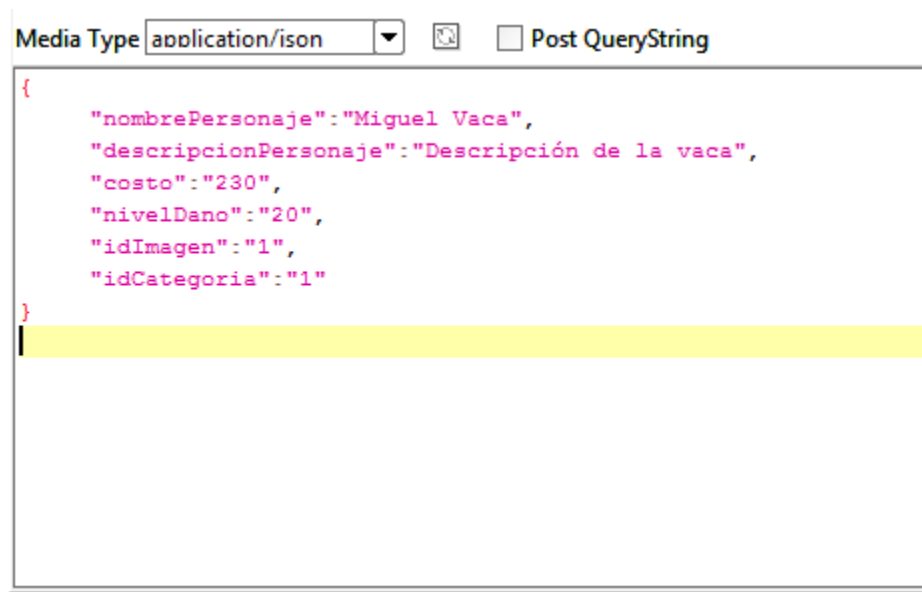 Media Type application/json Post QueryString
{
"nombrePersonaje":"Miguel Vaca",
"descripcionPersonaje":"Descripción de la vaca",
"costo":"230",
"nivelDano":"20",
"idImagen":"1",
"idCategoria":"1"
}